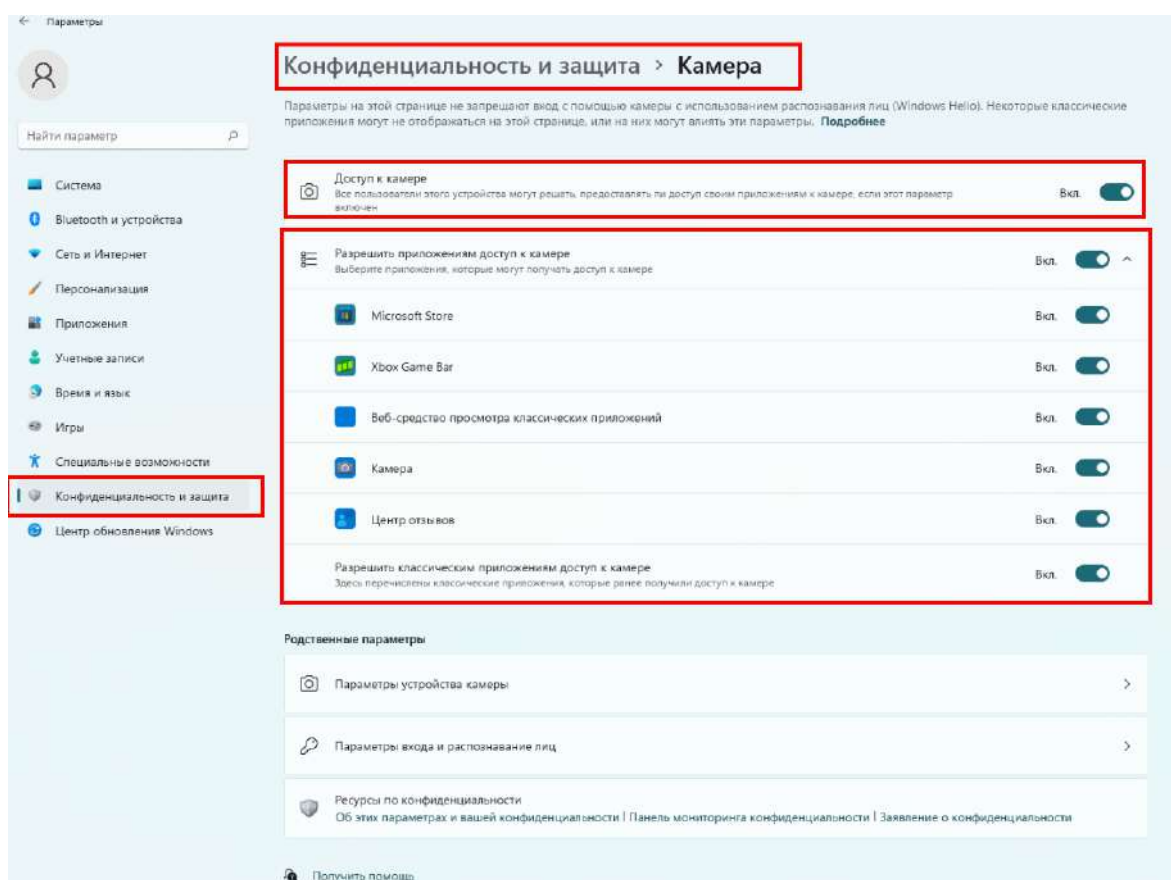 Параметры
Конфиденциальность и защита > Камера
Параметры на этой странице не запрещают вход с помощью камеры с использованием распознавания лиц (Windows Hello). Некоторые классические
приложения могут не отображаться на этой странице, или на них могут влиять эти параметры. Подробнее
Найти параметр
Система
Bluetooth и устройства
Сеть и Интернет
Персонализация
Приложения
Учетные записи
Время и язык
Игры
Специальные возможности
Конфиденциальность и защита
Центр обновления Windows
Доступ к камере
Все пользователи этого устройства могут решать, предоставлять ли доступ своим приложениям к камере, если этот параметр
включен
Вкл.
Разрешить приложениям доступ к камере
Выберите приложения, которые могут получать доступ к камере
Вкл.
Microsoft Store
Вкл.
Xbox Game Bar
Вкл.
Веб-средство просмотра классических приложений
Вкл.
Камера
Вкл.
Центр отзывов
Вкл.
Разрешить классическим приложениям доступ к камере
Здесь перечислены классические приложения, которые ранее получили доступ к камере
Вкл.
Родственные параметры
Параметры устройства камеры
Параметры входа и распознавание лиц
Ресурсы по конфиденциальности
Об этих параметрах и вашей конфиденциальности | Панель мониторинга конфиденциальности | Заявление о конфиденциальности
Получить помощь